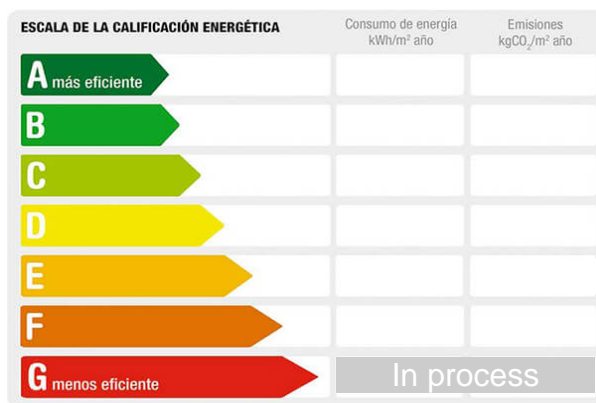 ESCALA DE LA CALIFICACIÓN ENERGÉTICA
Consumo de energía
kWh/m² año
Emisiones
kgCO₂/m² año
A más eficiente
B
C
D
E
F
G menos eficiente
In process